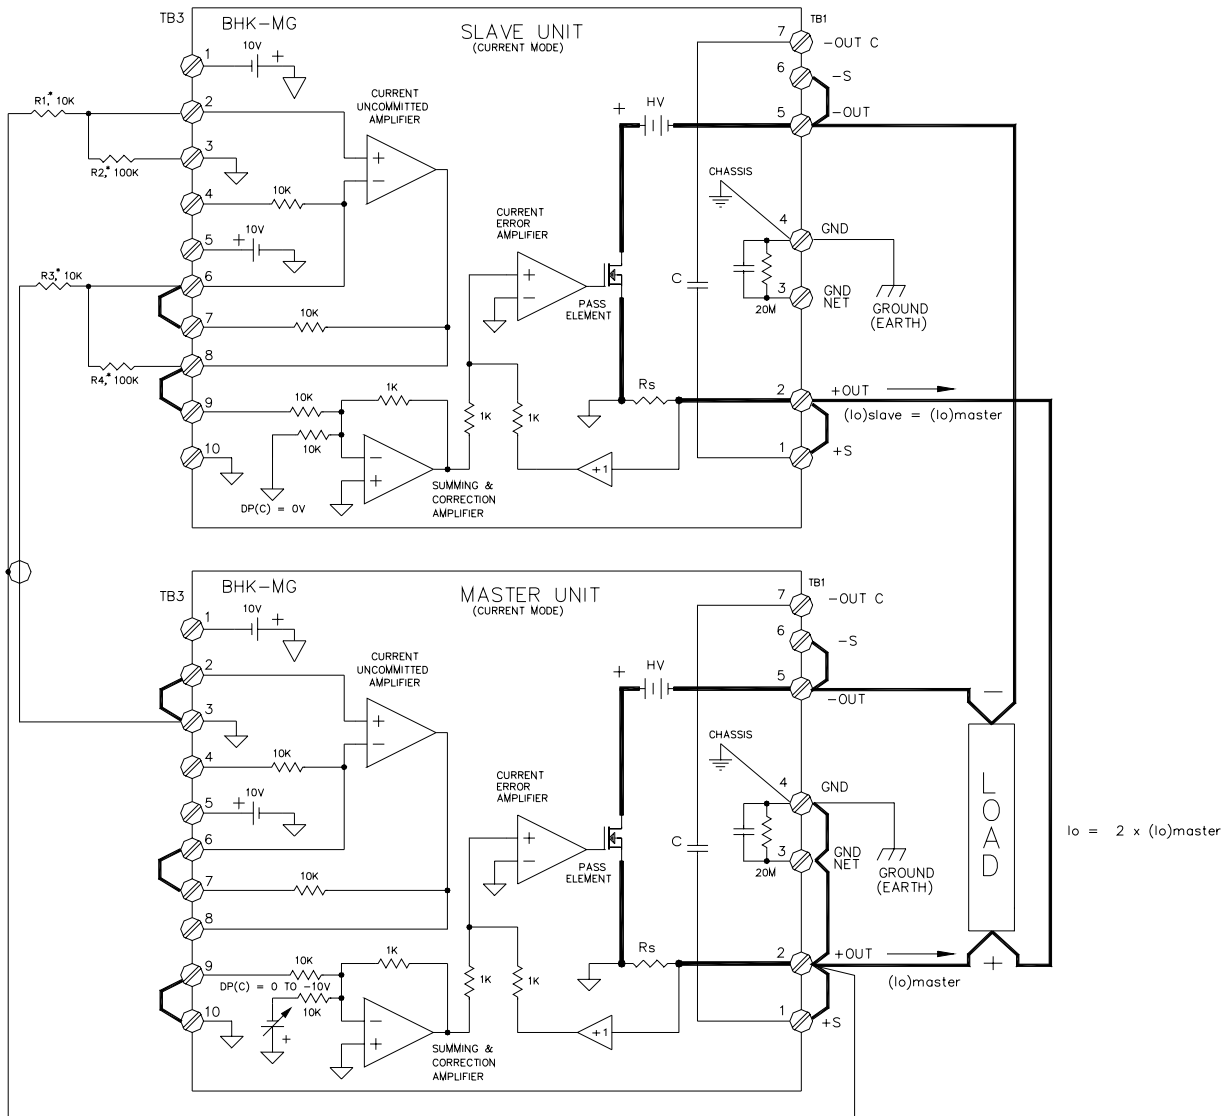 TB3
BHK-MG
SLAVE UNIT
(CURRENT MODE)
TB1
1
10V
+
7
-OUT C
6
-S
CURRENT
UNCOMMITTED
AMPLIFIER
+
HV
R1,* 10K
2
5
-OUT
3
+
−
R2,* 100K
CHASSIS
4
10K
CURRENT
ERROR
AMPLIFIER
4
GND
5
+
10V
R3,* 10K
6
+
−
C
3
GND
NET
PASS
ELEMENT
20M
GROUND
(EARTH)
7
10K
8
R4,* 100K
1K
Rs
2
+OUT
9
10K
1K
1K
(Io)slave = (Io)master
10K
10
−
+
+1
1
+S
SUMMING &
CORRECTION
AMPLIFIER
DP(C) = 0V
TB3
BHK-MG
MASTER UNIT
(CURRENT MODE)
TB1
1
10V
+
7
-OUT C
6
-S
CURRENT
UNCOMMITTED
AMPLIFIER
+
HV
2
5
-OUT
−
3
+
−
CHASSIS
4
10K
CURRENT
ERROR
AMPLIFIER
4
GND
5
+
10V
LOAD
Io = 2 x (Io)master
6
+
−
C
3
GND
NET
PASS
ELEMENT
20M
GROUND
(EARTH)
7
10K
8
1K
Rs
2
+OUT
+
9
10K
DP(C) = 0 TO -10V
1K
1K
(Io)master
10K
10
+
−
+
+1
1
+S
SUMMING &
CORRECTION
AMPLIFIER